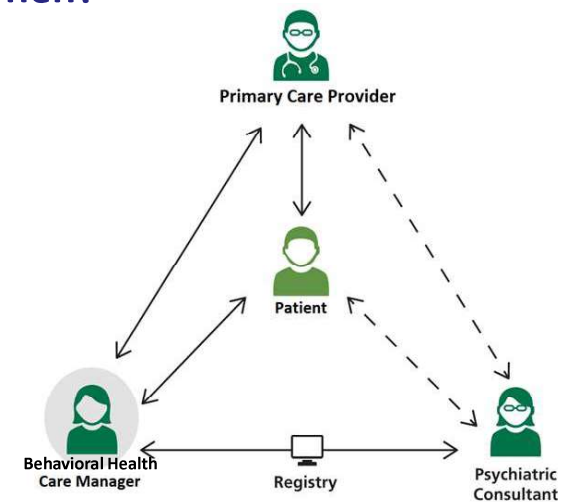 Primary Care Provider
Patient
Behavioral Health
Care Manager
Registry
Psychiatric
Consultant